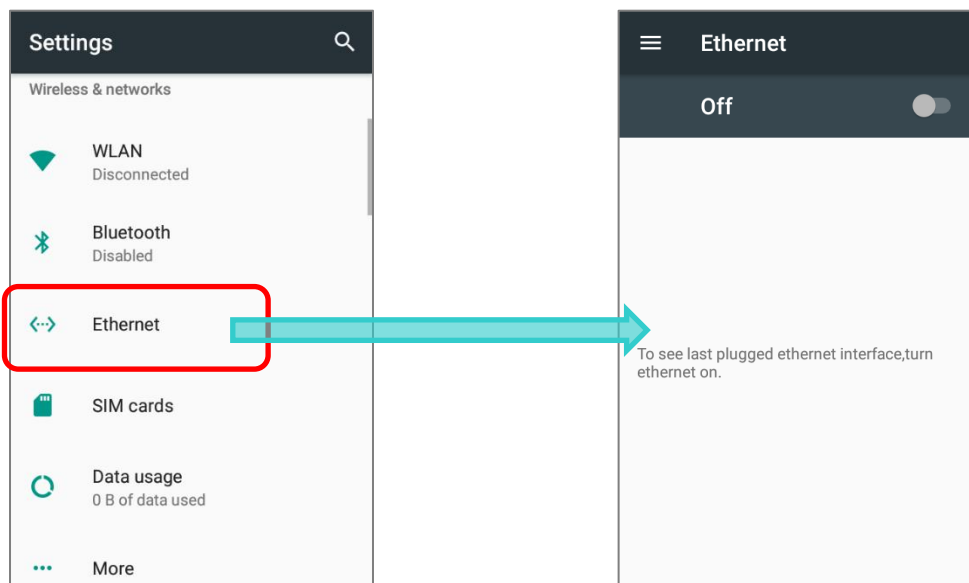 Settings
Wireless & networks
WLAN
Disconnected
Bluetooth
Disabled
Ethernet
SIM cards
Data usage
0 B of data used
More
Ethernet
Off
To see last plugged ethernet interface,turn
ethernet on.